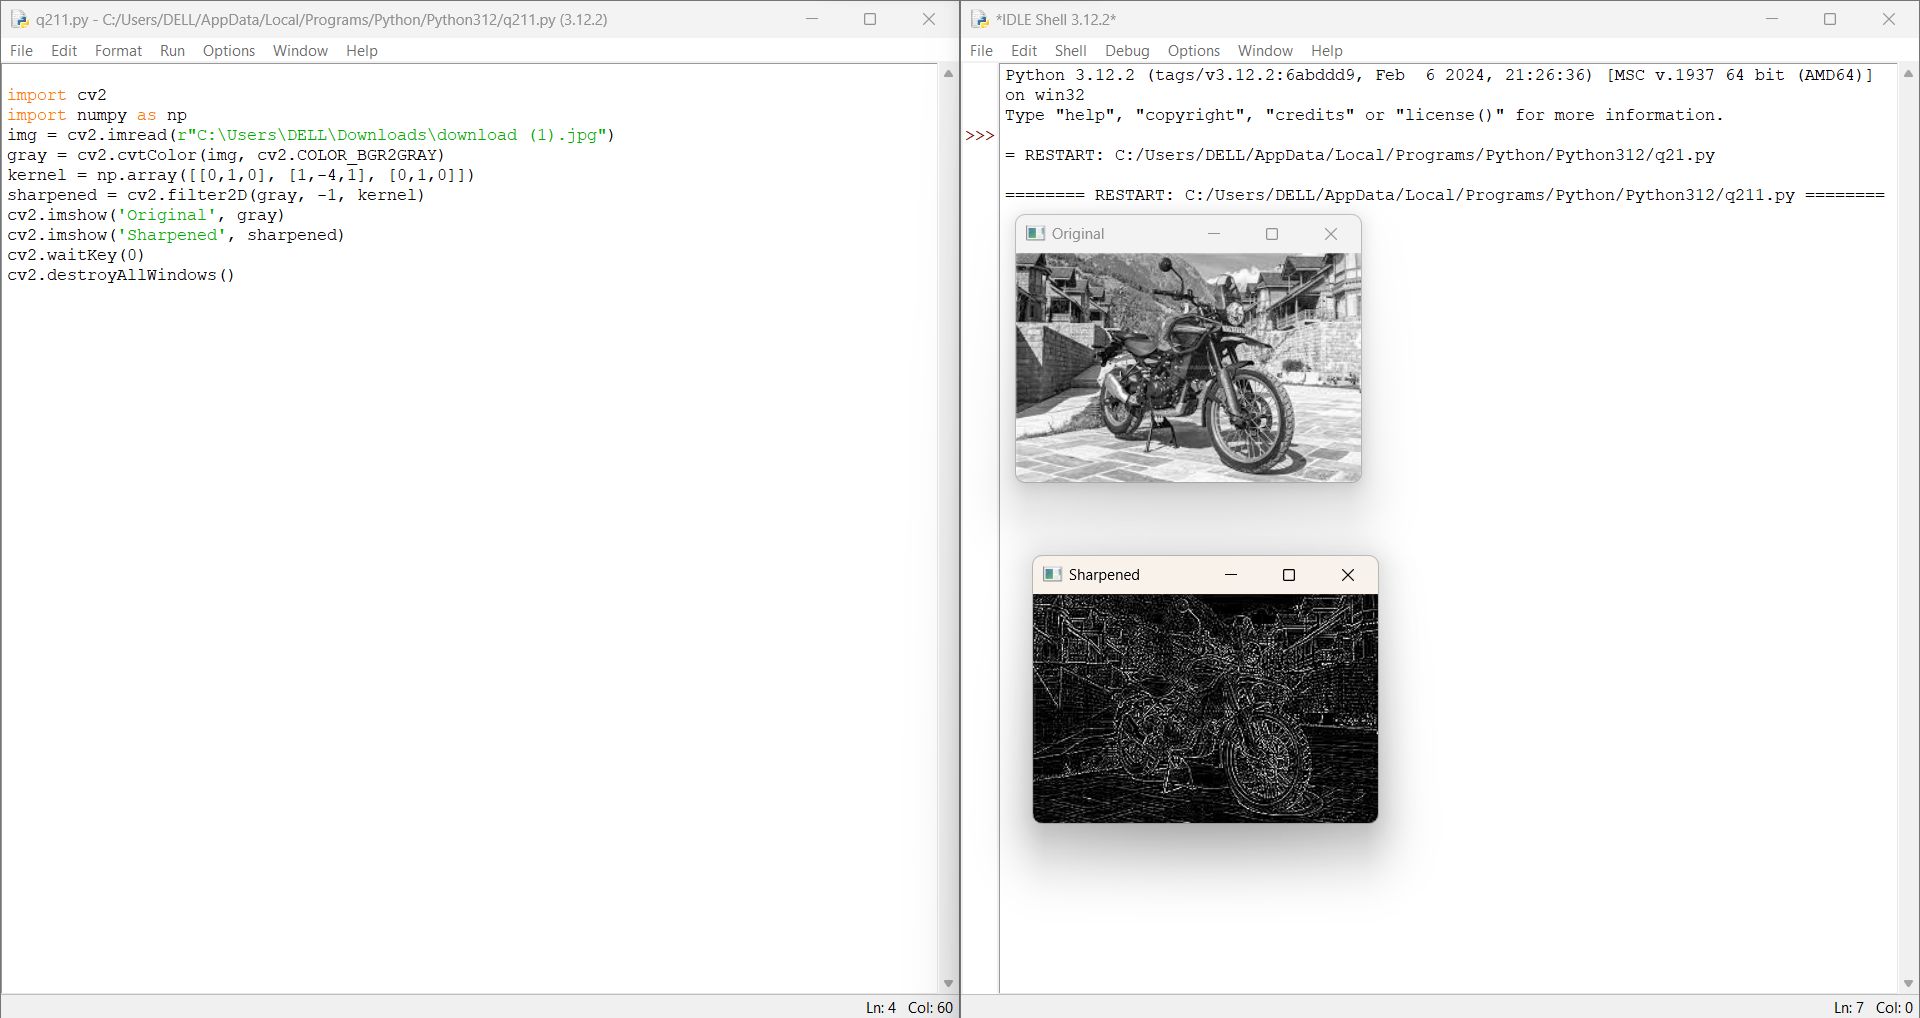 q211.py - C:/Users/DELL/AppData/Local/Programs/Python/Python312/q211.py (3.12.2)
File Edit Format Run Options Window Help
import cv2
import numpy as np
img = cv2.imread(r"C:\Users\DELL\Downloads\download (1).jpg")
gray = cv2.cvtColor(img, cv2.COLOR_BGR2GRAY)
kernel = np.array([[0,1,0], [1,-4,1], [0,1,0]])
sharpened = cv2.filter2D(gray, -1, kernel)
cv2.imshow('Original', gray)
cv2.imshow('Sharpened', sharpened)
cv2.waitKey(0)
cv2.destroyAllWindows()
Ln: 4 Col: 60
*IDLE Shell 3.12.2*
File Edit Shell Debug Options Window Help
Python 3.12.2 (tags/v3.12.2:6abddd9, Feb  6 2024, 21:26:36) [MSC v.1937 64 bit (AMD64)]
on win32
Type "help", "copyright", "credits" or "license()" for more information.
>>>
= RESTART: C:/Users/DELL/AppData/Local/Programs/Python/Python312/q21.py
======== RESTART: C:/Users/DELL/AppData/Local/Programs/Python/Python312/q211.py ========
Original
Sharpened
Ln: 7 Col: 0